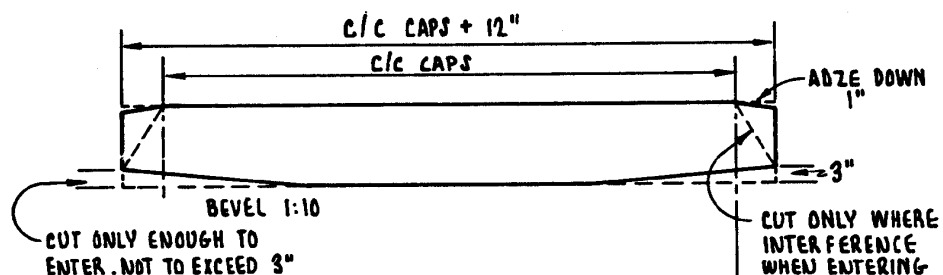 C/C CAPS + 12"
C/C CAPS
ADZE DOWN
1"
3"
BEVEL 1:10
CUT ONLY ENOUGH TO
ENTER. NOT TO EXCEED 3"
CUT ONLY WHERE
INTERFERENCE
WHEN ENTERING